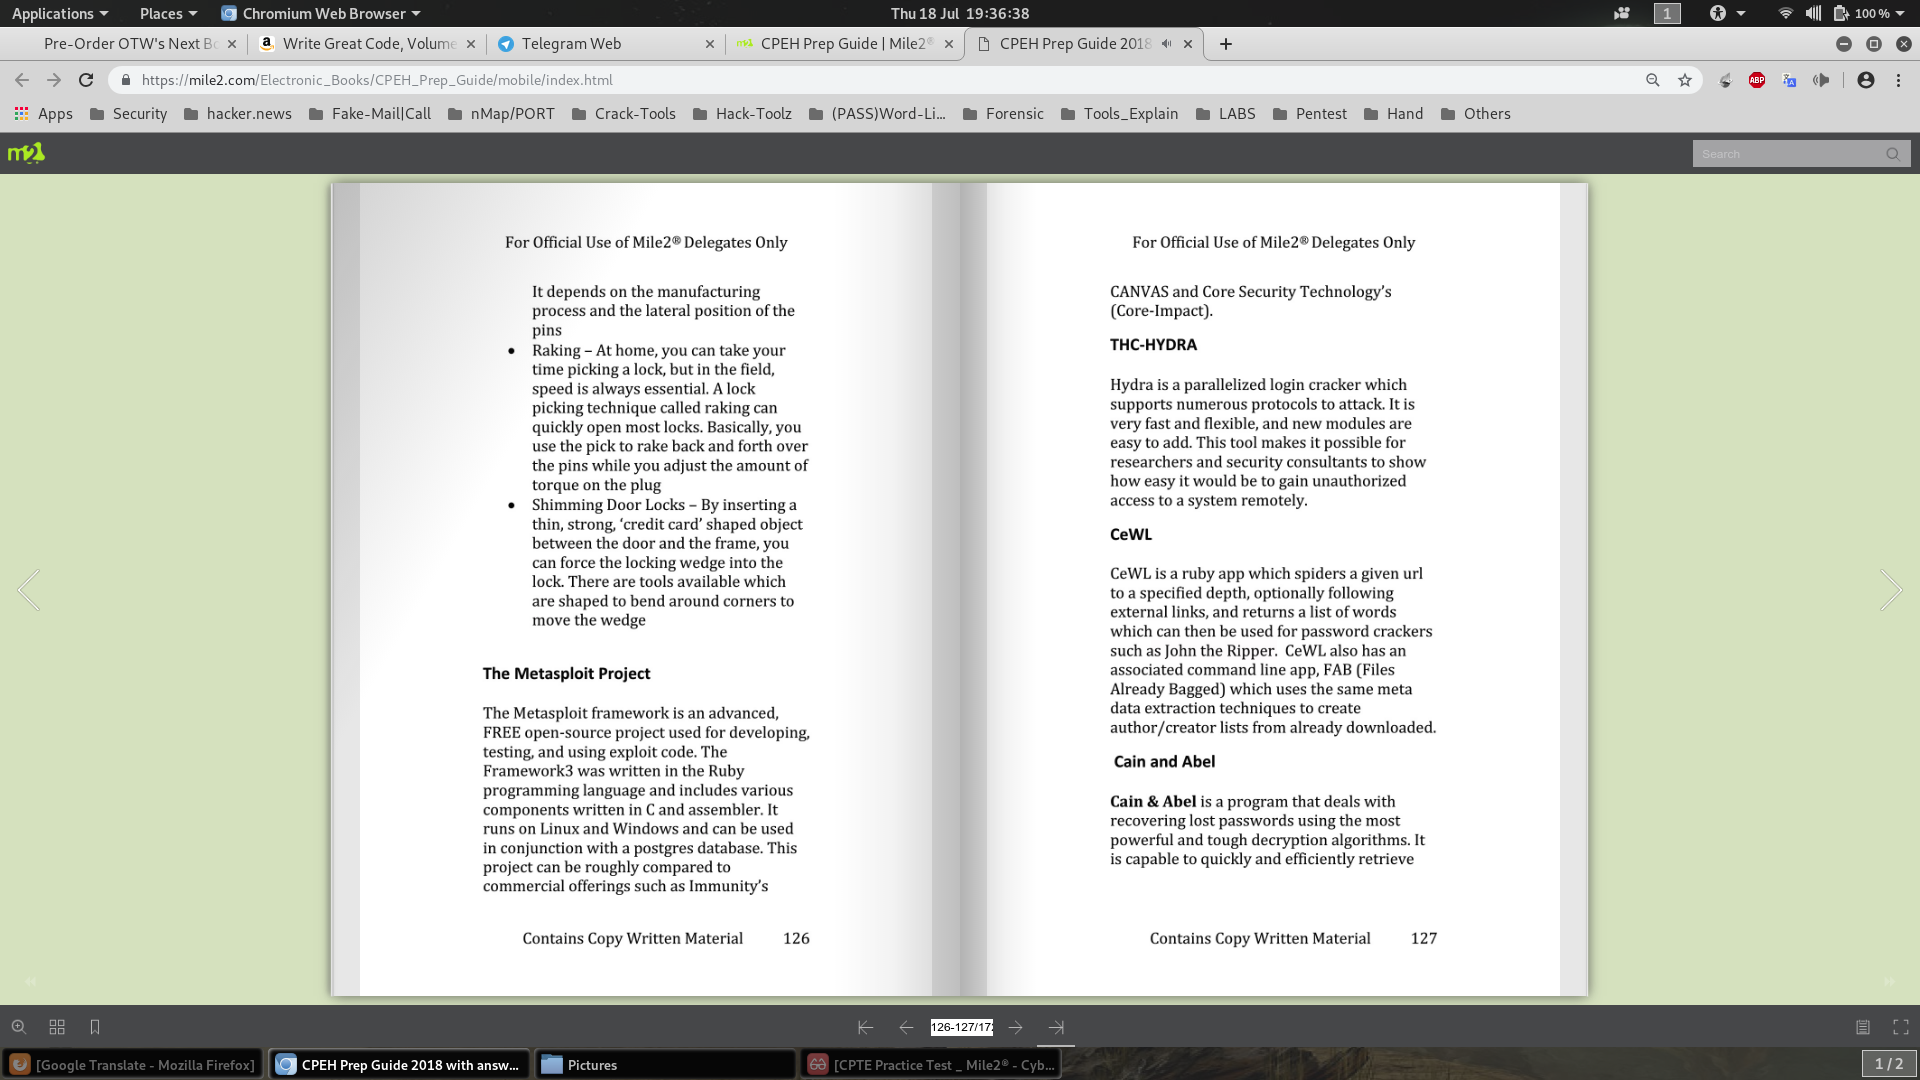 Applications
Places
Chromium Web Browser
Thu 18 Jul 19:36:38
1
100 %
Pre-Order OTW's Next Bo
Write Great Code, Volume
Telegram Web
CPEH Prep Guide | Mile2®
CPEH Prep Guide 2018
https://mile2.com/Electronic_Books/CPEH_Prep_Guide/mobile/index.html
ABP
Apps
Security
hacker.news
Fake-Mail|Call
nMap/PORT
Crack-Tools
Hack-Toolz
(PASS)Word-Li...
Forensic
Tools_Explain
LABS
Pentest
Hand
Others
m2
Search
For Official Use of Mile2® Delegates Only
It depends on the manufacturing
process and the lateral position of the
pins
• Raking – At home, you can take your
time picking a lock, but in the field,
speed is always essential. A lock
picking technique called raking can
quickly open most locks. Basically, you
use the pick to rake back and forth over
the pins while you adjust the amount of
torque on the plug
• Shimming Door Locks – By inserting a
thin, strong, ‘credit card’ shaped object
between the door and the frame, you
can force the locking wedge into the
lock. There are tools available which
are shaped to bend around corners to
move the wedge
The Metasploit Project
The Metasploit framework is an advanced,
FREE open-source project used for developing,
testing, and using exploit code. The
Framework3 was written in the Ruby
programming language and includes various
components written in C and assembler. It
runs on Linux and Windows and can be used
in conjunction with a postgres database. This
project can be roughly compared to
commercial offerings such as Immunity’s
Contains Copy Written Material 126
For Official Use of Mile2® Delegates Only
CANVAS and Core Security Technology’s
(Core-Impact).
THC-HYDRA
Hydra is a parallelized login cracker which
supports numerous protocols to attack. It is
very fast and flexible, and new modules are
easy to add. This tool makes it possible for
researchers and security consultants to show
how easy it would be to gain unauthorized
access to a system remotely.
CeWL
CeWL is a ruby app which spiders a given url
to a specified depth, optionally following
external links, and returns a list of words
which can then be used for password crackers
such as John the Ripper. CeWL also has an
associated command line app, FAB (Files
Already Bagged) which uses the same meta
data extraction techniques to create
author/creator lists from already downloaded.
Cain and Abel
Cain & Abel is a program that deals with
recovering lost passwords using the most
powerful and tough decryption algorithms. It
is capable to quickly and efficiently retrieve
Contains Copy Written Material 127
126-127/17
[Google Translate - Mozilla Firefox]
CPEH Prep Guide 2018 with answ...
Pictures
[CPTE Practice Test _ Mile2® - Cyb...
1 / 2